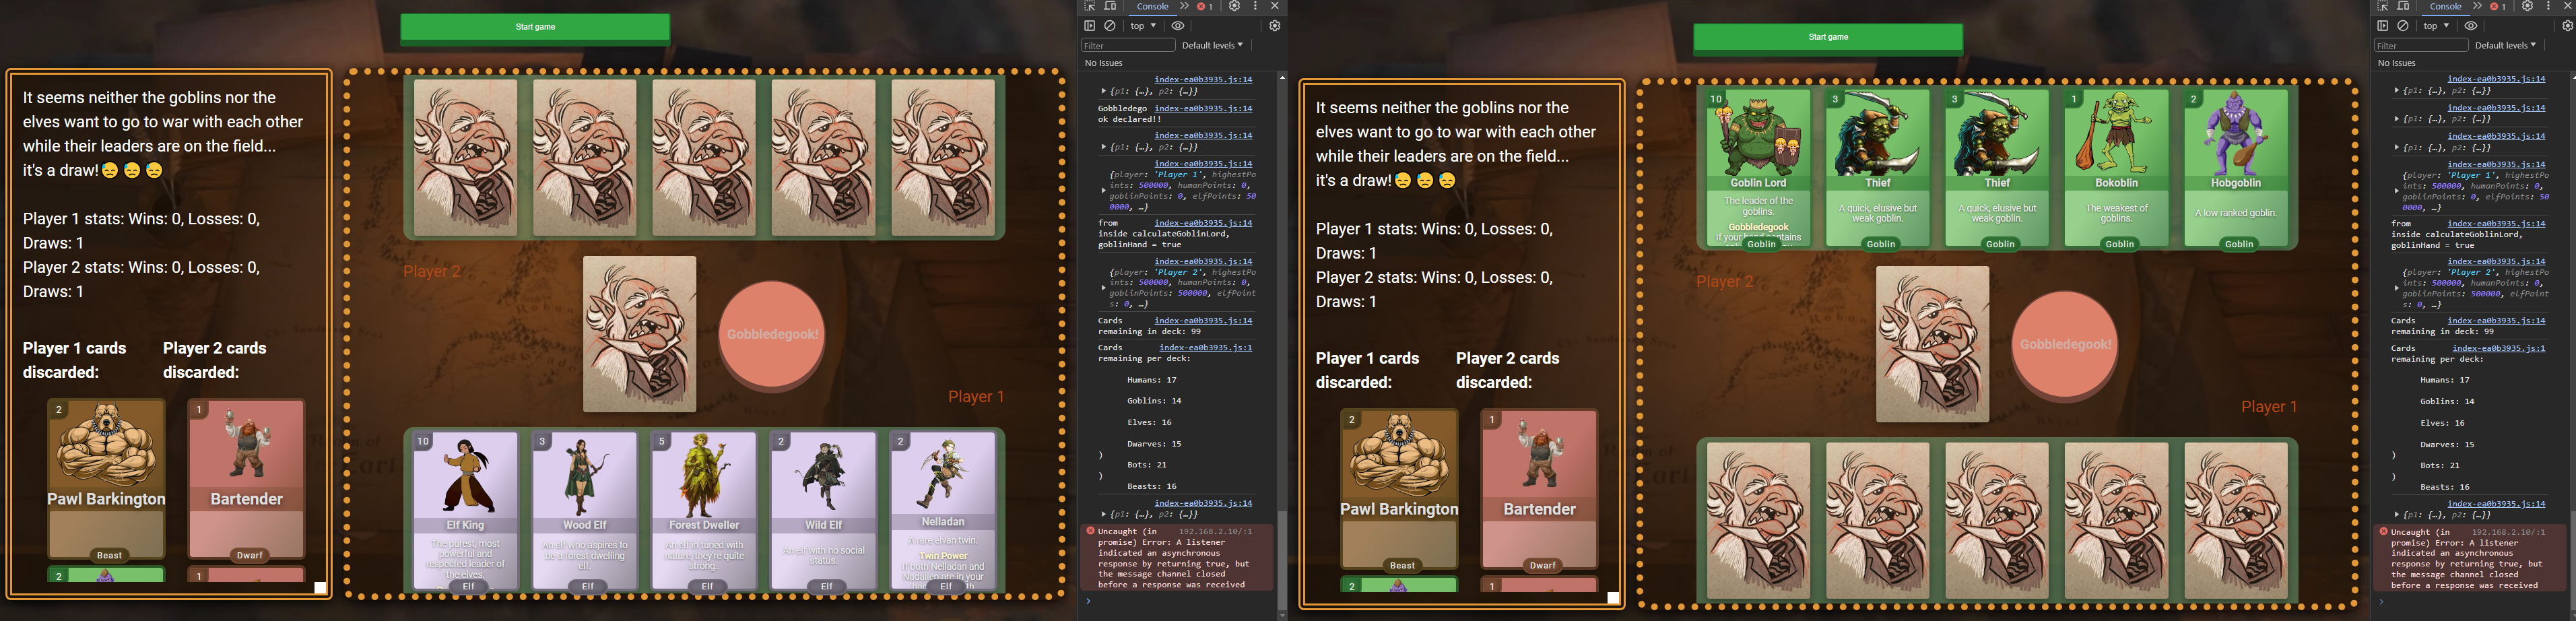 Start game
It seems neither the goblins nor the
elves want to go to war with each other
while their leaders are on the field...
it's a draw!😓 😓 😓
Player 1 stats: Wins: 0, Losses: 0,
Draws: 1
Player 2 stats: Wins: 0, Losses: 0,
Draws: 1
Player 1 cards
discarded:
Player 2 cards
discarded:
2
Pawl Barkington
Beast
1
Bartender
Dwarf
2
1
Player 2
Gobbledegook!
Player 1
10
Elf King
The purest, most
powerful and
respected leader of
the elves.
Elf
3
Wood Elf
An elf who aspires to
be a forest dwelling
elf.
Elf
5
Forest Dweller
An elf in tuned with
nature, they're quite
strong..
Elf
2
Wild Elf
An elf with no social
status.
Elf
2
Nelladan
A rare elvan twin.
Twin Power
If both Nelladan and
Elf
Console
1
top
Filter
Default levels
No Issues
index-ea0b3935.js:14
{p1: {…}, p2: {…}}
Gobbledego index-ea0b3935.js:14
ok declared!!
index-ea0b3935.js:14
{p1: {…}, p2: {…}}
index-ea0b3935.js:14
{player: 'Player 1', highestPo
ints: 500000, humanPoints: 0,
goblinPoints: 0, elfPoints: 50
0000, …}
from index-ea0b3935.js:14
inside calculateGoblinLord,
goblinHand = true
index-ea0b3935.js:14
{player: 'Player 2', highestPo
ints: 500000, humanPoints: 0,
goblinPoints: 500000, elfPoint
s: 0, …}
Cards index-ea0b3935.js:14
remaining in deck: 99
Cards index-ea0b3935.js:1
remaining per deck:
Humans: 17
Goblins: 14
Elves: 16
Dwarves: 15
)
Bots: 21
)
Beasts: 16
index-ea0b3935.js:14
{p1: {…}, p2: {…}}
Uncaught (in 192.168.2.10/:1
promise) Error: A listener
indicated an asynchronous
response by returning true, but
the message channel closed
before a response was received
Start game
It seems neither the goblins nor the
elves want to go to war with each other
while their leaders are on the field...
it's a draw!😓 😓 😓
Player 1 stats: Wins: 0, Losses: 0,
Draws: 1
Player 2 stats: Wins: 0, Losses: 0,
Draws: 1
Player 1 cards
discarded:
Player 2 cards
discarded:
2
Pawl Barkington
Beast
1
Bartender
Dwarf
2
1
10
Goblin Lord
The leader of the
goblins.
Gobbledegook
If your hand contains
Goblin
3
Thief
A quick, elusive but
weak goblin.
Goblin
3
Thief
A quick, elusive but
weak goblin.
Goblin
1
Bokoblin
The weakest of
goblins.
Goblin
2
Hobgoblin
A low ranked goblin.
Goblin
Player 2
Gobbledegook!
Player 1
Console
1
top
Filter
Default levels
No Issues
index-ea0b3935.js:14
{p1: {…}, p2: {…}}
index-ea0b3935.js:14
{p1: {…}, p2: {…}}
index-ea0b3935.js:14
{p1: {…}, p2: {…}}
index-ea0b3935.js:14
{player: 'Player 1', highestPo
ints: 500000, humanPoints: 0,
goblinPoints: 0, elfPoints: 50
0000, …}
from index-ea0b3935.js:14
inside calculateGoblinLord,
goblinHand = true
index-ea0b3935.js:14
{player: 'Player 2', highestPo
ints: 500000, humanPoints: 0,
goblinPoints: 500000, elfPoint
s: 0, …}
Cards index-ea0b3935.js:14
remaining in deck: 99
Cards index-ea0b3935.js:1
remaining per deck:
Humans: 17
Goblins: 14
Elves: 16
Dwarves: 15
)
Bots: 21
)
Beasts: 16
index-ea0b3935.js:14
{p1: {…}, p2: {…}}
Uncaught (in 192.168.2.10/:1
promise) Error: A listener
indicated an asynchronous
response by returning true, but
the message channel closed
before a response was received